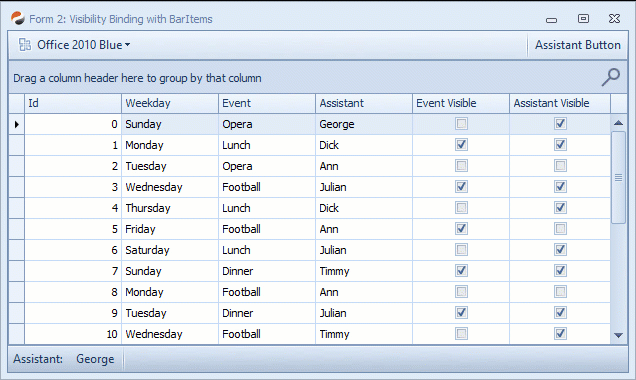 Form 2: Visibility Binding with BarItems
Office 2010 Blue Assistant Button
Drag a column header here to group by that column
Id Weekday Event Assistant Event Visible Assistant Visible
0 Sunday Opera George
1 Monday Lunch Dick
2 Tuesday Opera Ann
3 Wednesday Football Julian
4 Thursday Lunch Dick
5 Friday Football Ann
6 Saturday Lunch Julian
7 Sunday Dinner Timmy
8 Monday Football Ann
9 Tuesday Dinner Julian
10 Wednesday Football Timmy
Assistant: George